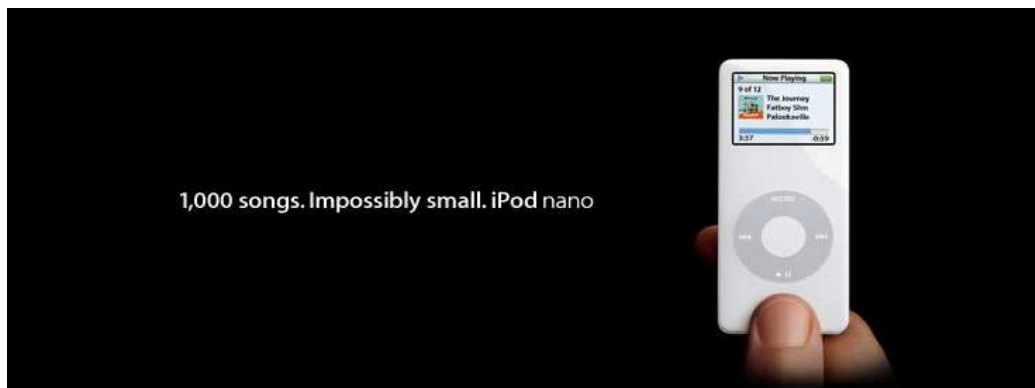 1,000 songs. Impossibly small. iPod nano
Now Playing
9 of 12
The Journey
Fatboy Slim
Palookaville
3:57 -0:59
MENU